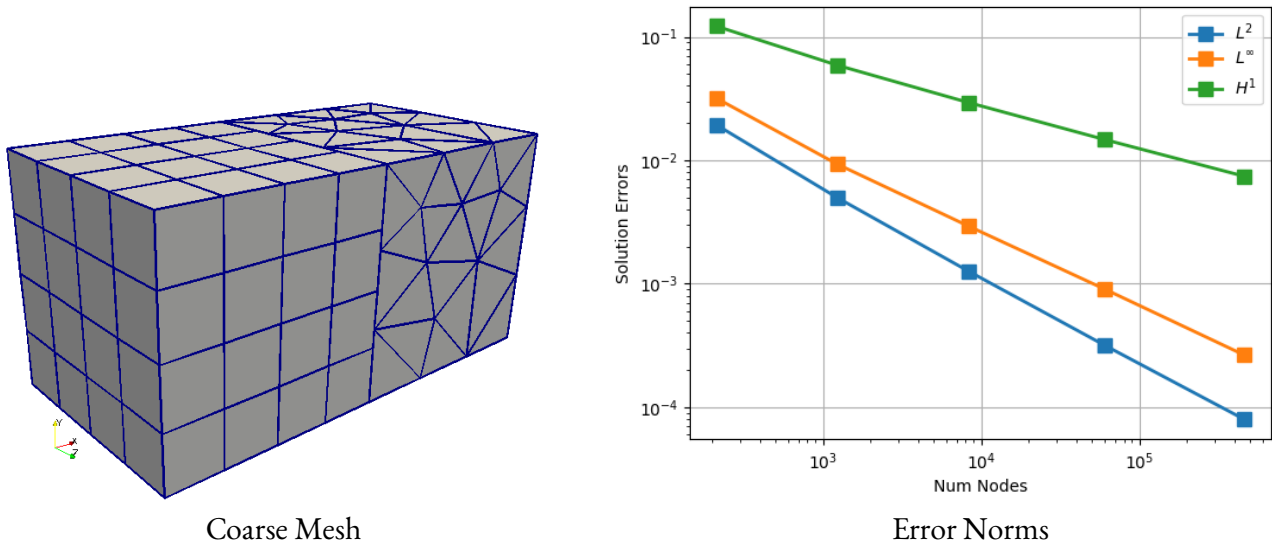 Y
X
Z
Coarse Mesh
10⁻¹
10⁻²
10⁻³
10⁻⁴
Solution Errors
10³
10⁴
10⁵
Num Nodes
L²
L^∞
H¹
Error Norms